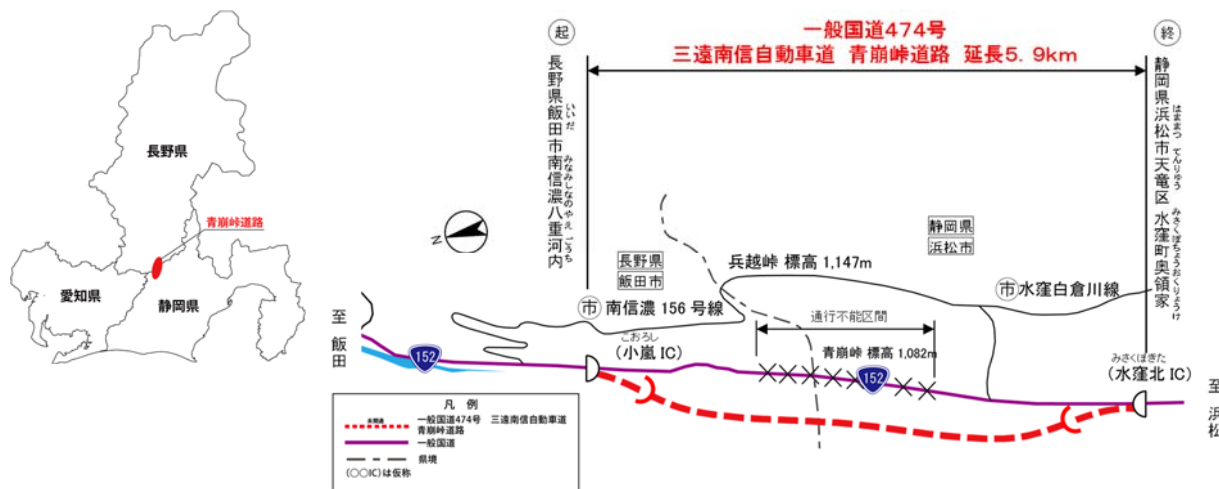 長野県
青崩峠道路
愛知県
静岡県
一般国道474号
三遠南信自動車道 青崩峠道路 延長5.9km
起
長野県飯田市南信濃八重河内
いいだ
みなみしなのやえごうち
終
静岡県浜松市天竜区水窪町奥領家
はままつ てんりゅう
みさくぼちょうおくりょうけ
N
長野県
飯田市
静岡県
浜松市
兵越峠 標高 1,147m
市 南信濃 156 号線
市 水窪白倉川線
通行不能区間
こおろし
(小嵐 IC)
青崩峠 標高 1,082m
152
152
みさくぼきた
(水窪北 IC)
至 飯田
至 浜松
凡 例
未開通
一般国道474号 三遠南信自動車道
青崩峠道路
一般国道
県境
(○○IC)は仮称